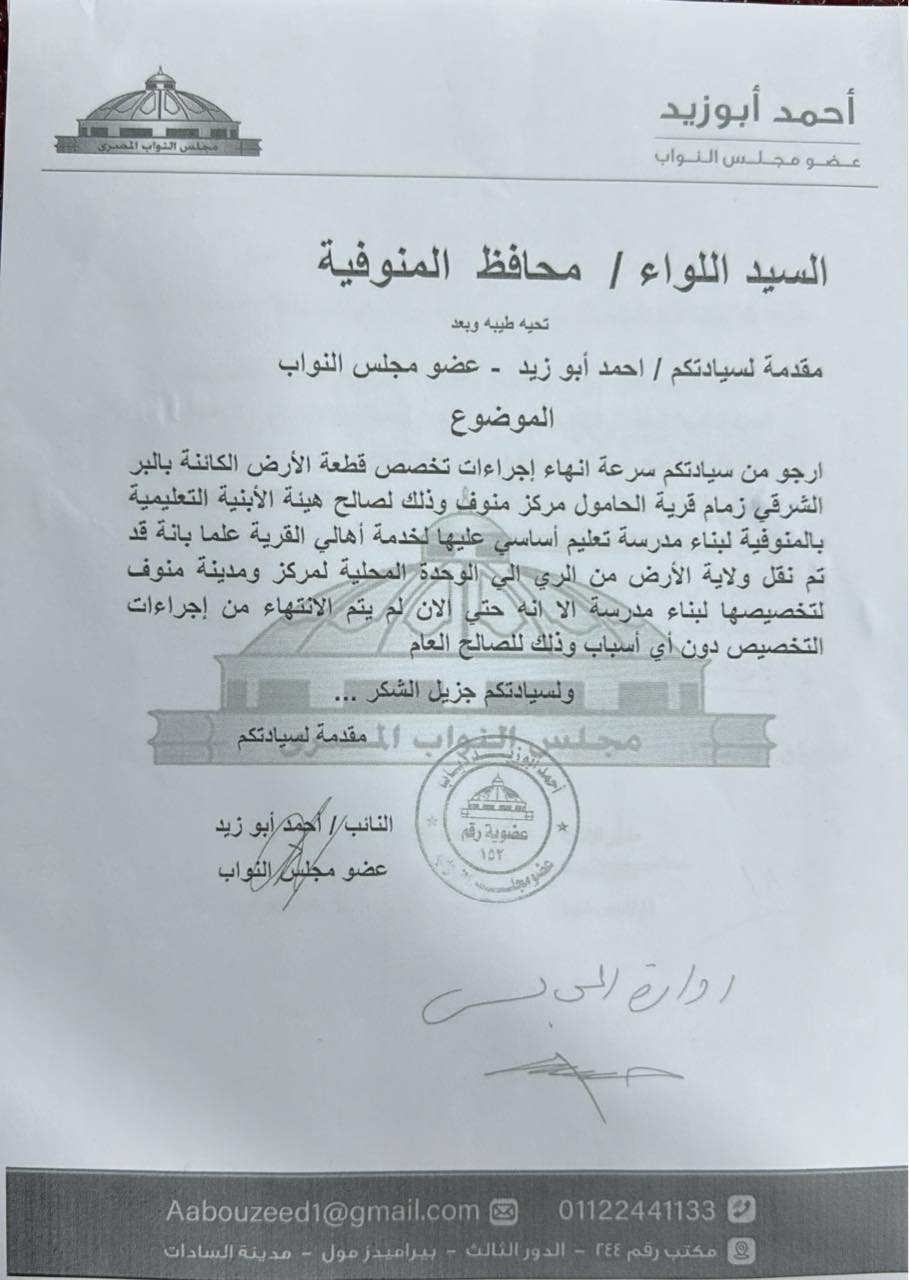 أحمد أبوزيد
عضو مجلس النواب
مجلس النواب المصرى
السيد اللواء / محافظ المنوفية
تحيه طيبه وبعد
مقدمة لسيادتكم / احمد أبو زيد - عضو مجلس النواب
الموضوع
ارجو من سيادتكم سرعة انهاء إجراءات تخصص قطعة الأرض الكائنة بالبر
الشرقي زمام قرية الحامول مركز منوف وذلك لصالح هيئة الأبنية التعليمية
بالمنوفية لبناء مدرسة تعليم أساسي عليها لخدمة أهالي القرية علما بانة قد
تم نقل ولاية الأرض من الري الي الوحدة المحلية لمركز ومدينة منوف
لتخصيصها لبناء مدرسة الا انه حتي الان لم يتم الانتهاء من إجراءات
التخصيص دون أي أسباب وذلك للصالح العام
ولسيادتكم جزيل الشكر ...
مجلس النواب المصرى
مقدمة لسيادتكم
النائب / أحمد أبو زيد
عضو مجلس النواب
أحمد أبوزيد
عضوية رقم
١٥٢
عضو مجلس
01122441133
Aabouzeed1@gmail.com
مكتب رقم ٢٤٤ - الدور الثالث - بيراميدز مول - مدينة السادات